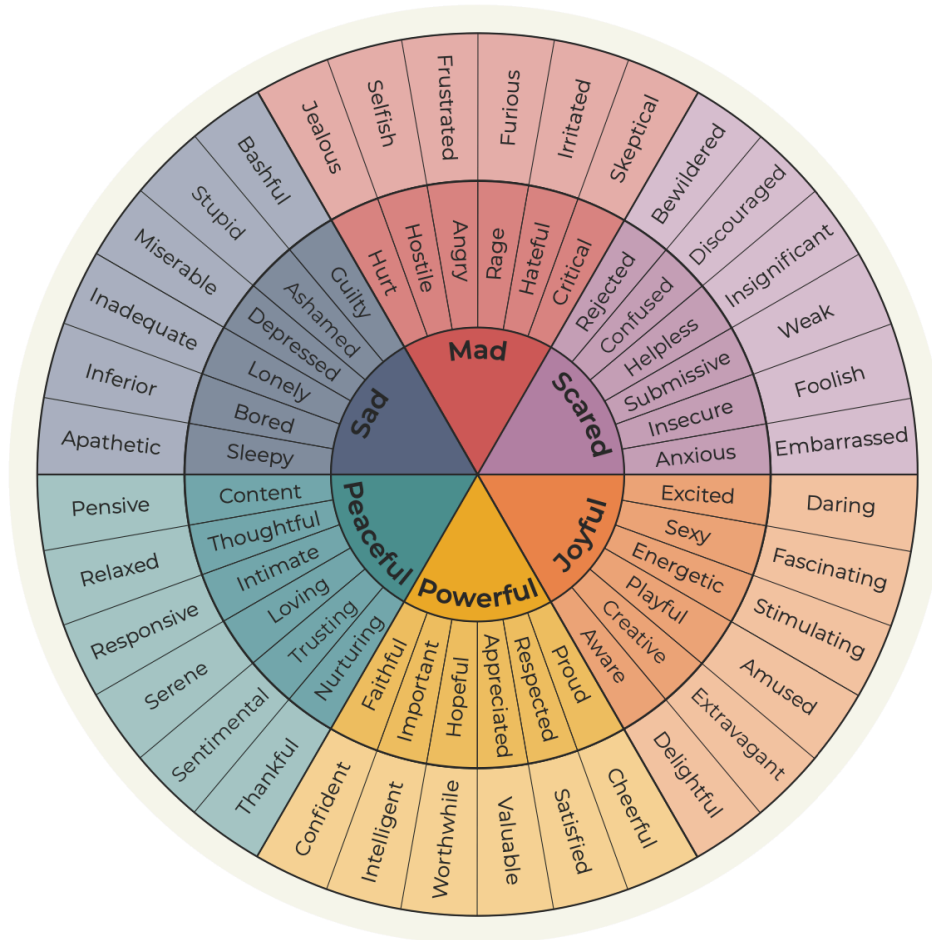 Mad
Scared
Joyful
Powerful
Peaceful
Sad
Hurt
Hostile
Angry
Rage
Hateful
Critical
Rejected
Confused
Helpless
Submissive
Insecure
Anxious
Excited
Sexy
Energetic
Playful
Creative
Aware
Proud
Respected
Appreciated
Hopeful
Important
Faithful
Nurturing
Trusting
Loving
Intimate
Thoughtful
Content
Sleepy
Bored
Lonely
Depressed
Ashamed
Guilty
Jealous
Selfish
Frustrated
Furious
Irritated
Skeptical
Bewildered
Discouraged
Insignificant
Weak
Foolish
Embarrassed
Daring
Fascinating
Stimulating
Amused
Extravagant
Delightful
Cheerful
Satisfied
Valuable
Worthwhile
Intelligent
Confident
Thankful
Sentimental
Serene
Responsive
Relaxed
Pensive
Apathetic
Inferior
Inadequate
Miserable
Stupid
Bashful